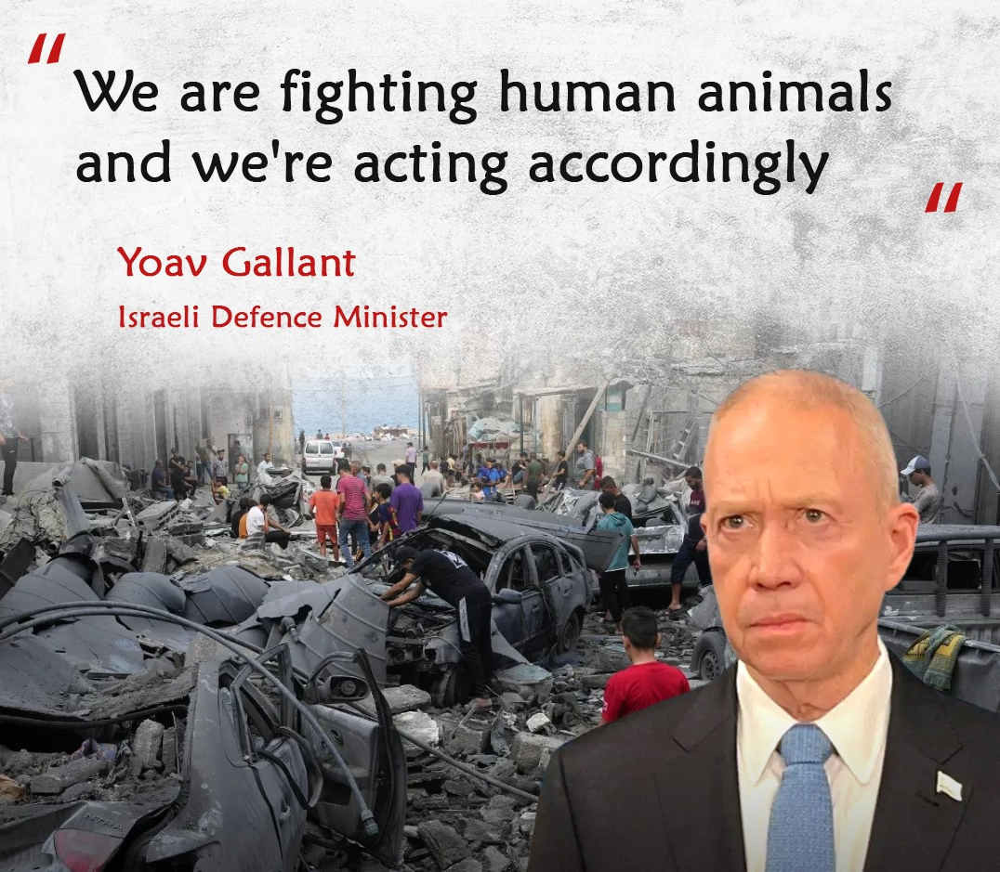 “We are fighting human animals
and we're acting accordingly“
Yoav Gallant
Israeli Defence Minister